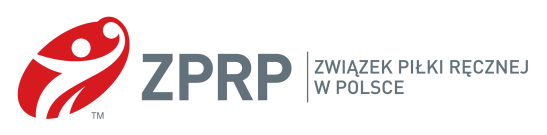 ZPRP
ZWIĄZEK PIŁKI RĘCZNEJ
W POLSCE
TM